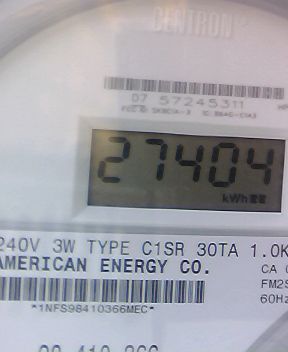 CENTRON
07 57245311
27404
kWh
240V 3W TYPE C1SR 30TA 1.0K
AMERICAN ENERGY CO.
CA
FM2S
60Hz
*1NFS98410366MEC*